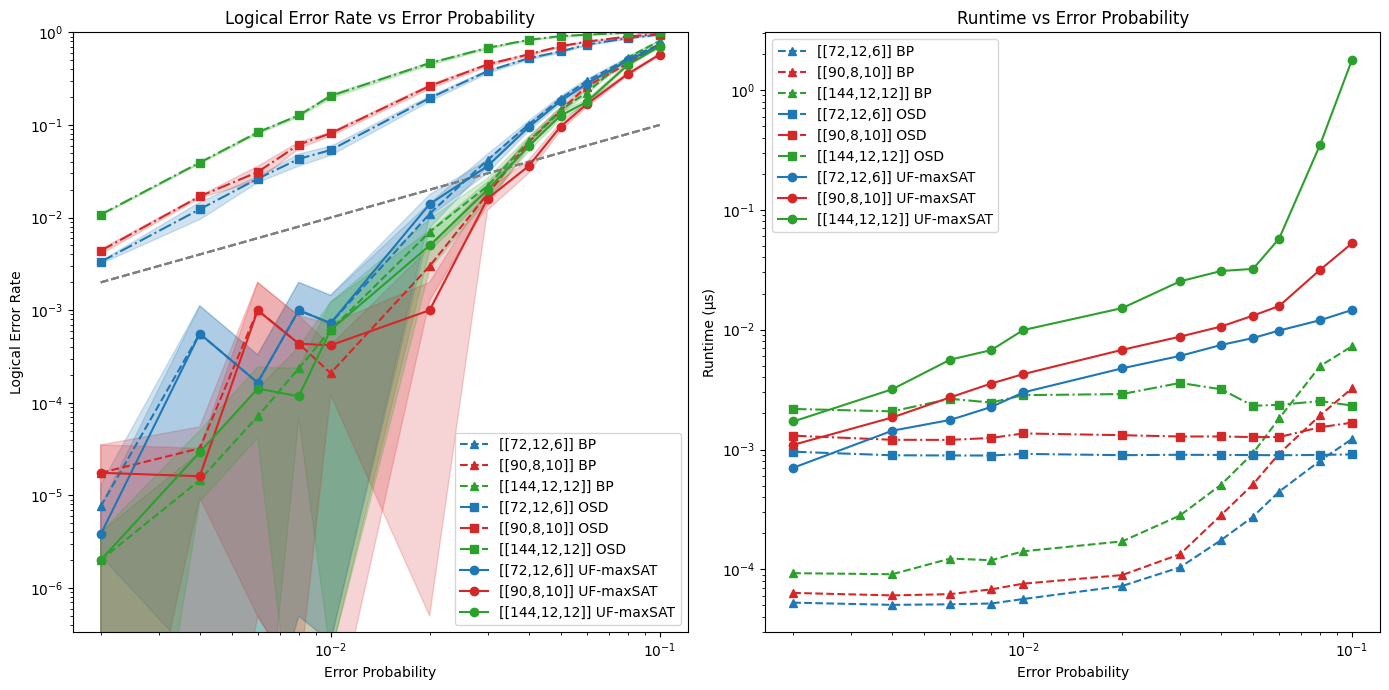 Logical Error Rate vs Error Probability
10⁰
10⁻¹
10⁻²
10⁻³
10⁻⁴
10⁻⁵
10⁻⁶
Logical Error Rate
[[72,12,6]] BP
[[90,8,10]] BP
[[144,12,12]] BP
[[72,12,6]] OSD
[[90,8,10]] OSD
[[144,12,12]] OSD
[[72,12,6]] UF-maxSAT
[[90,8,10]] UF-maxSAT
[[144,12,12]] UF-maxSAT
10⁻²
10⁻¹
Error Probability
Runtime vs Error Probability
[[72,12,6]] BP
[[90,8,10]] BP
[[144,12,12]] BP
[[72,12,6]] OSD
[[90,8,10]] OSD
[[144,12,12]] OSD
[[72,12,6]] UF-maxSAT
[[90,8,10]] UF-maxSAT
[[144,12,12]] UF-maxSAT
10⁰
10⁻¹
10⁻²
10⁻³
10⁻⁴
Runtime (μs)
10⁻²
10⁻¹
Error Probability